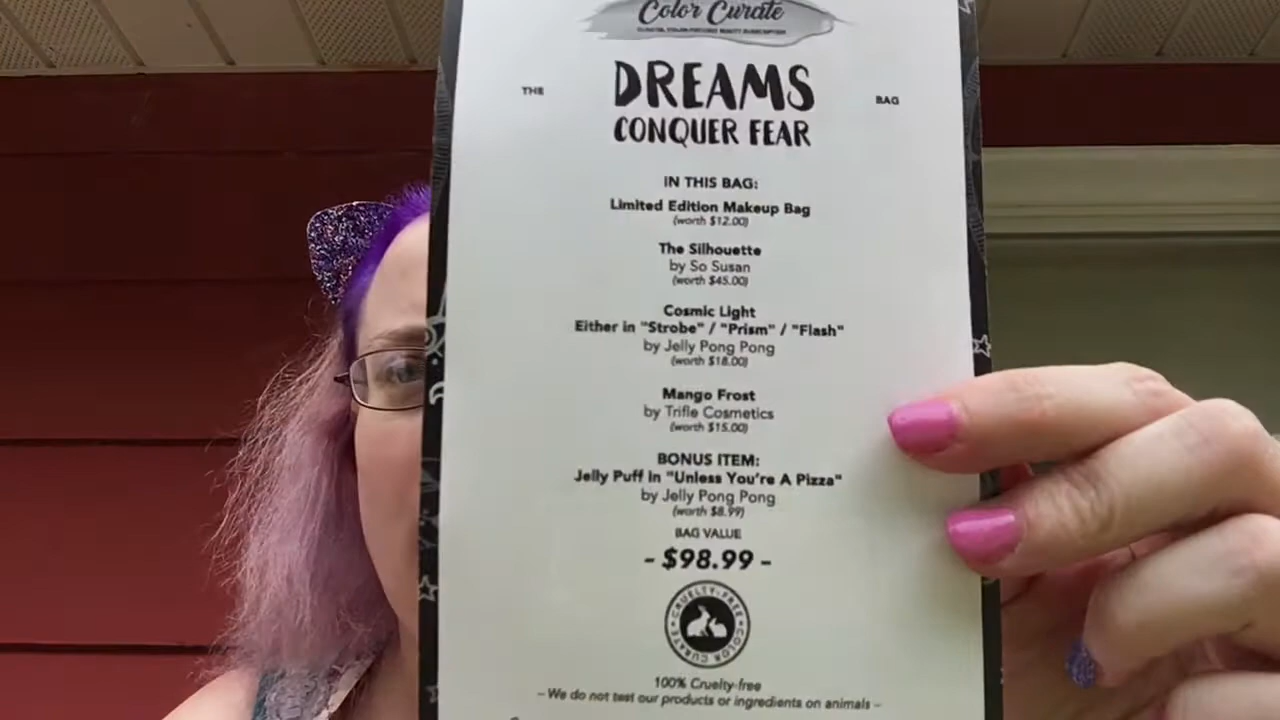 Color Curate
THE DREAMS BAG
CONQUER FEAR
IN THIS BAG:
Limited Edition Makeup Bag
(worth $12.00)
The Silhouette
by So Susan
(worth $45.00)
Cosmic Light
Either in "Strobe" / "Prism" / "Flash"
by Jelly Pong Pong
(worth $18.00)
Mango Frost
by Trifle Cosmetics
(worth $15.00)
BONUS ITEM:
Jelly Puff in "Unless You're A Pizza"
by Jelly Pong Pong
(worth $8.99)
BAG VALUE
- $98.99 -
CRUELTY-FREE
COLOR CURATE
100% Cruelty-free
- We do not test our products or ingredients on animals -